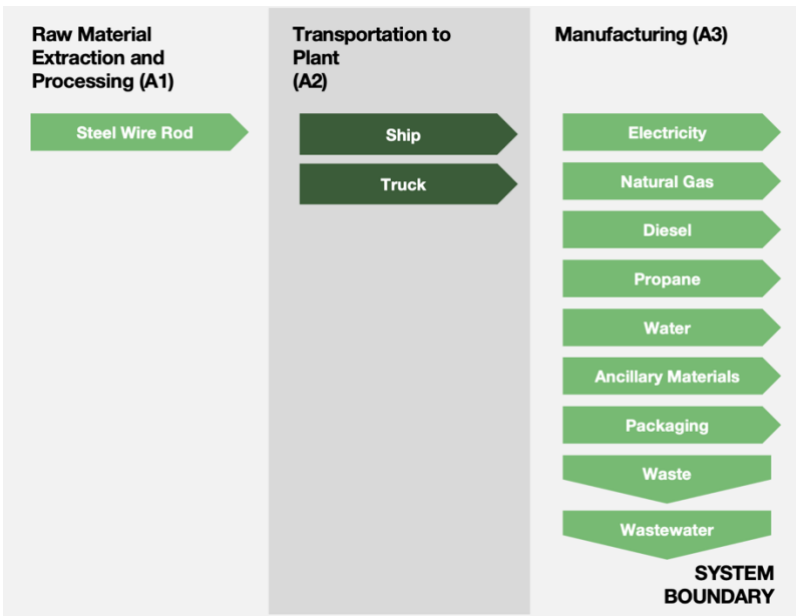 Raw Material
Extraction and
Processing (A1)
Steel Wire Rod
Transportation to
Plant
(A2)
Ship
Truck
Manufacturing (A3)
Electricity
Natural Gas
Diesel
Propane
Water
Ancillary Materials
Packaging
Waste
Wastewater
SYSTEM
BOUNDARY